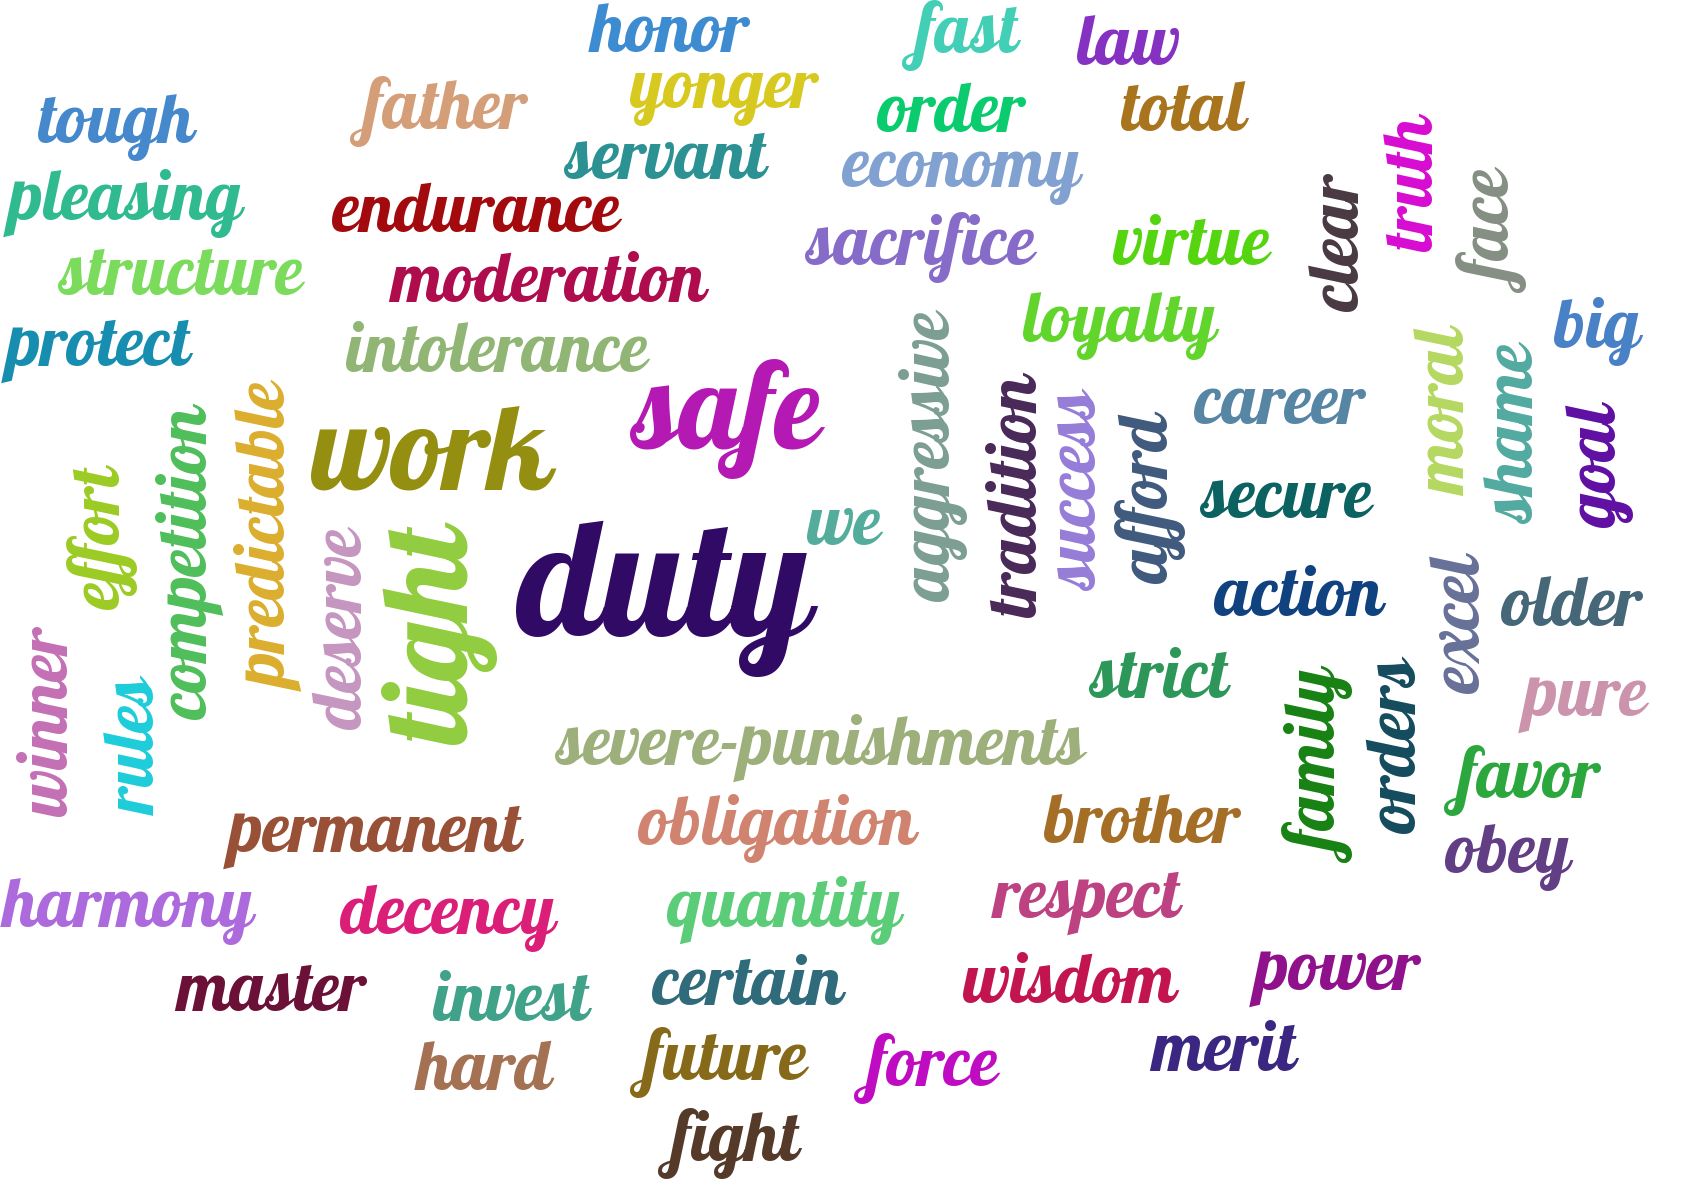 honor
fast
law
yonger
father
order
total
tough
servant
economy
truth
clear
face
pleasing
endurance
sacrifice
virtue
structure
moderation
loyalty
big
protect
intolerance
safe
aggressive
moral
shame
career
work
predictable
competition
tradition
success
afford
goal
effort
secure
we
duty
deserve
tight
action
excel
older
winner
rules
strict
family
orders
pure
severe-punishments
favor
permanent
obligation
brother
obey
harmony
decency
quantity
respect
master
invest
certain
wisdom
power
hard
future
force
merit
fight